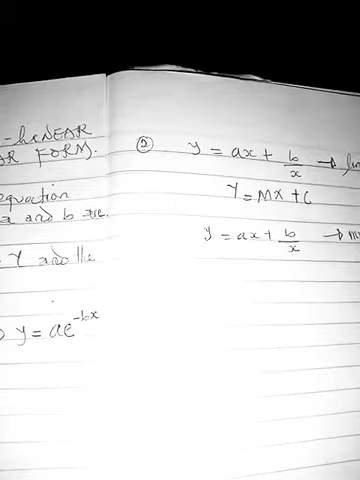 LINEAR
FORM.
equation
and b are
Y and the
y = ae^-bx
② y = ax + b/x →
Y = MX + C
y = ax + b/x →